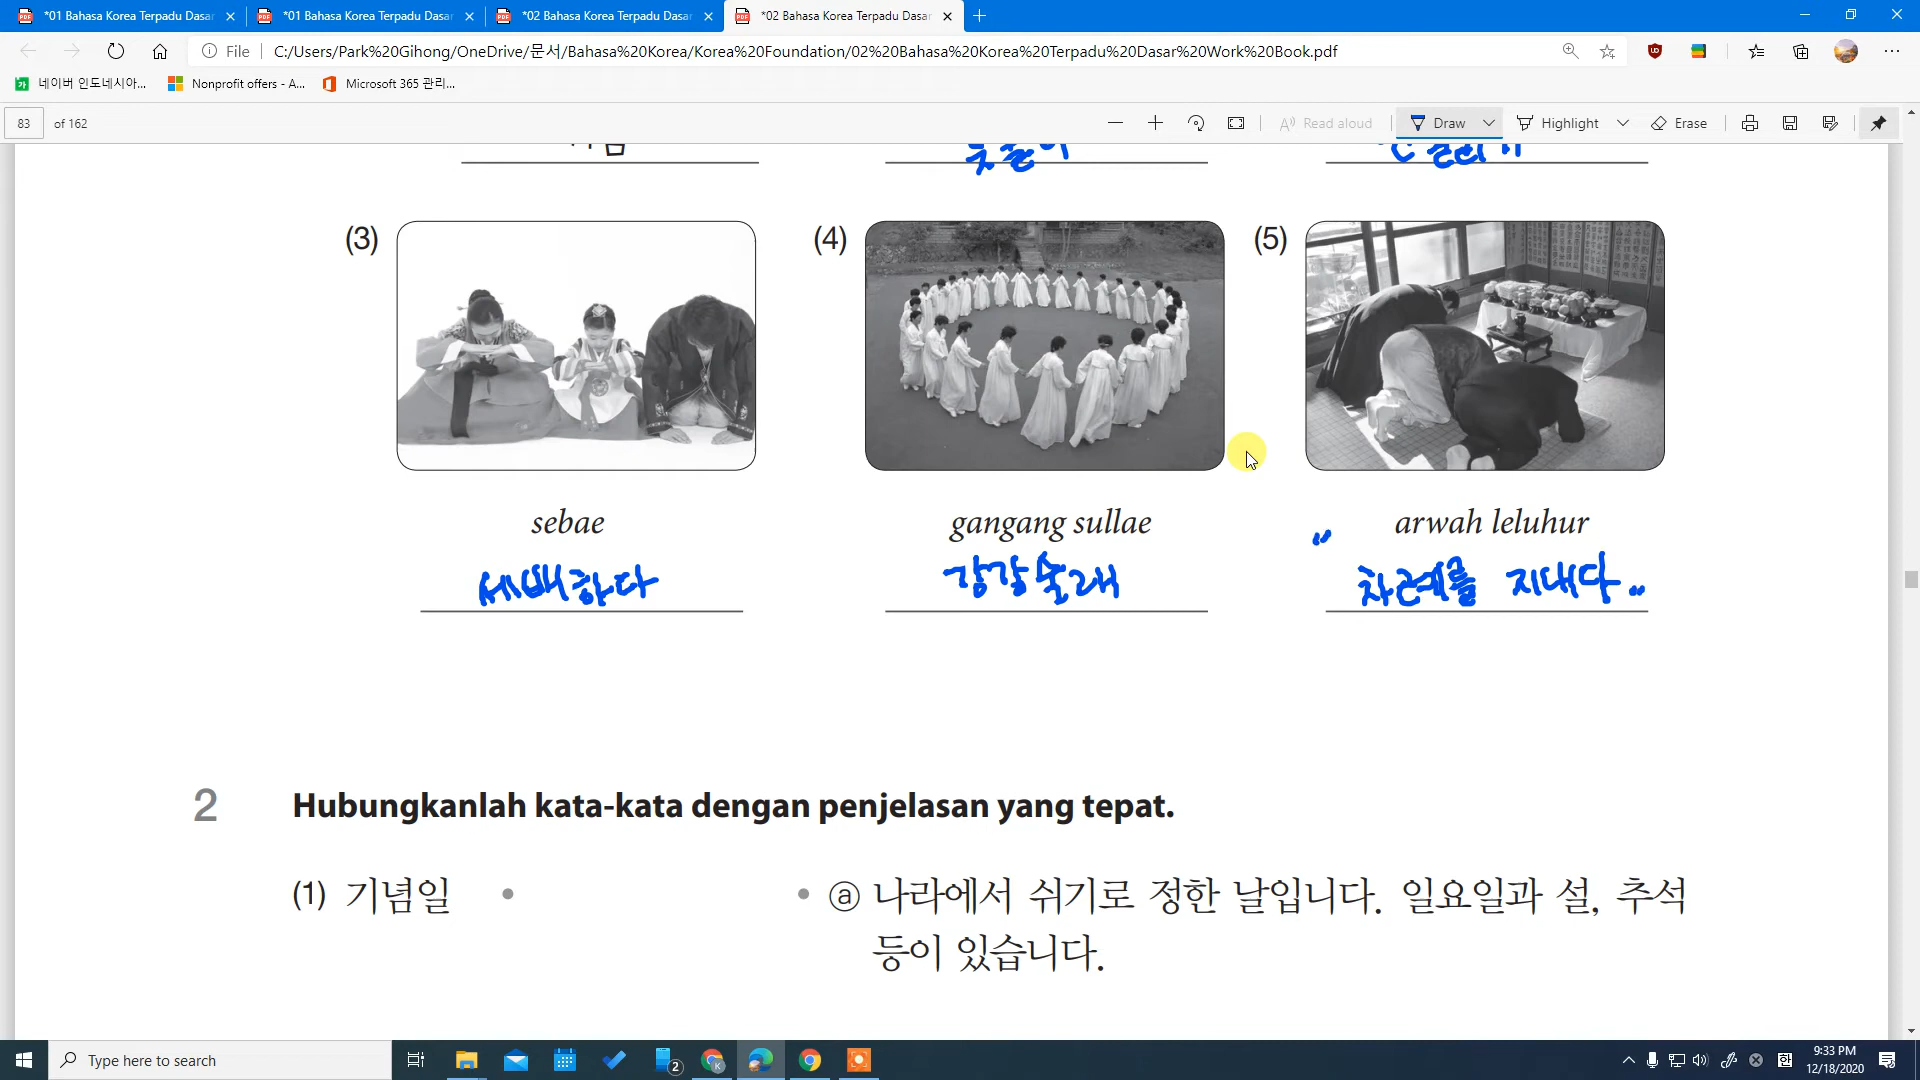 *01 Bahasa Korea Terpadu Dasar
*01 Bahasa Korea Terpadu Dasar
*02 Bahasa Korea Terpadu Dasar
*02 Bahasa Korea Terpadu Dasar
File
C:/Users/Park%20Gihong/OneDrive/문서/Bahasa%20Korea/Korea%20Foundation/02%20Bahasa%20Korea%20Terpadu%20Dasar%20Work%20Book.pdf
네이버 인도네시아...
Nonprofit offers - A...
Microsoft 365 관리...
83 of 162
Read aloud
Draw
Highlight
Erase
(3)
(4)
(5)
sebae
gangang sullae
arwah leluhur
세배하다
강강술래
"차례를 지내다"
2 Hubungkanlah kata-kata dengan penjelasan yang tepat.
(1) 기념일 • • ⓐ 나라에서 쉬기로 정한 날입니다. 일요일과 설, 추석
등이 있습니다.
Type here to search
2
한
9:33 PM
12/18/2020